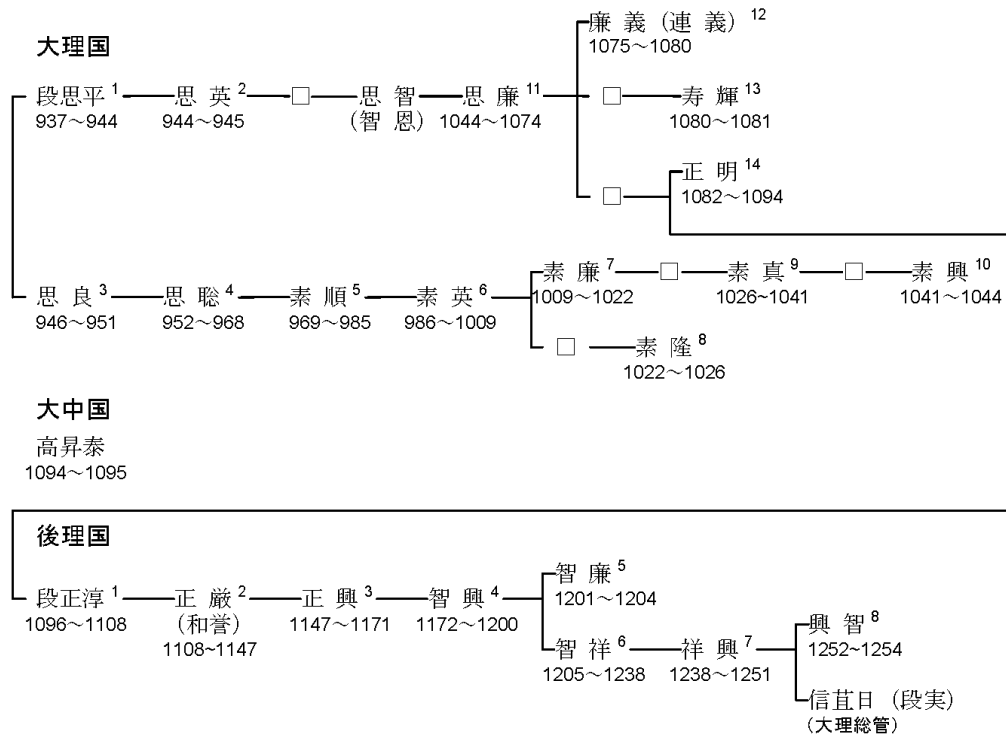 大理国
廉義（連義）12
1075～1080
段思平1 思英2 □ 思智 思廉11 □ 寿輝13
937～944 944～945 （智恩） 1044～1074 1080～1081
□ 正明14
1082～1094
思良3 思聡4 素順5 素英6 素廉7 □ 素真9 □ 素興10
946～951 952～968 969～985 986～1009 1009～1022 1026~1041 1041～1044
□ 素隆8
1022～1026
大中国
高昇泰
1094～1095
後理国
段正淳1 正厳2 正興3 智興4 智廉5
1096～1108 （和誉） 1147～1171 1172～1200 1201～1204
1108~1147
智祥6 祥興7 興智8
1205～1238 1238～1251 1252~1254
信苴日（段実）
（大理総管）